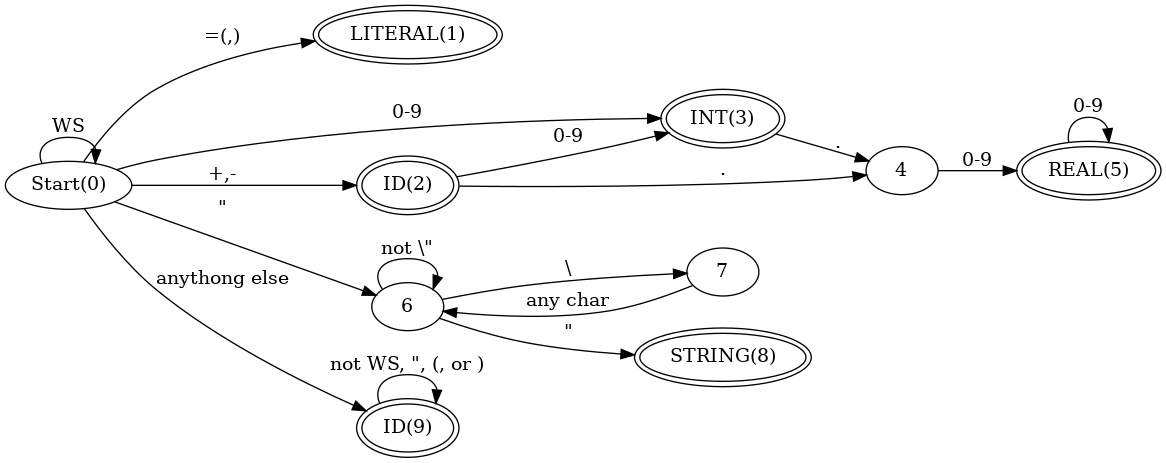 =(,)
LITERAL(1)
WS
0-9
INT(3)
0-9
0-9
.
Start(0)
+,-
ID(2)
.
4
0-9
REAL(5)
"
not \"
anythong else
6
\
7
any char
"
STRING(8)
not WS, ", (, or )
ID(9)